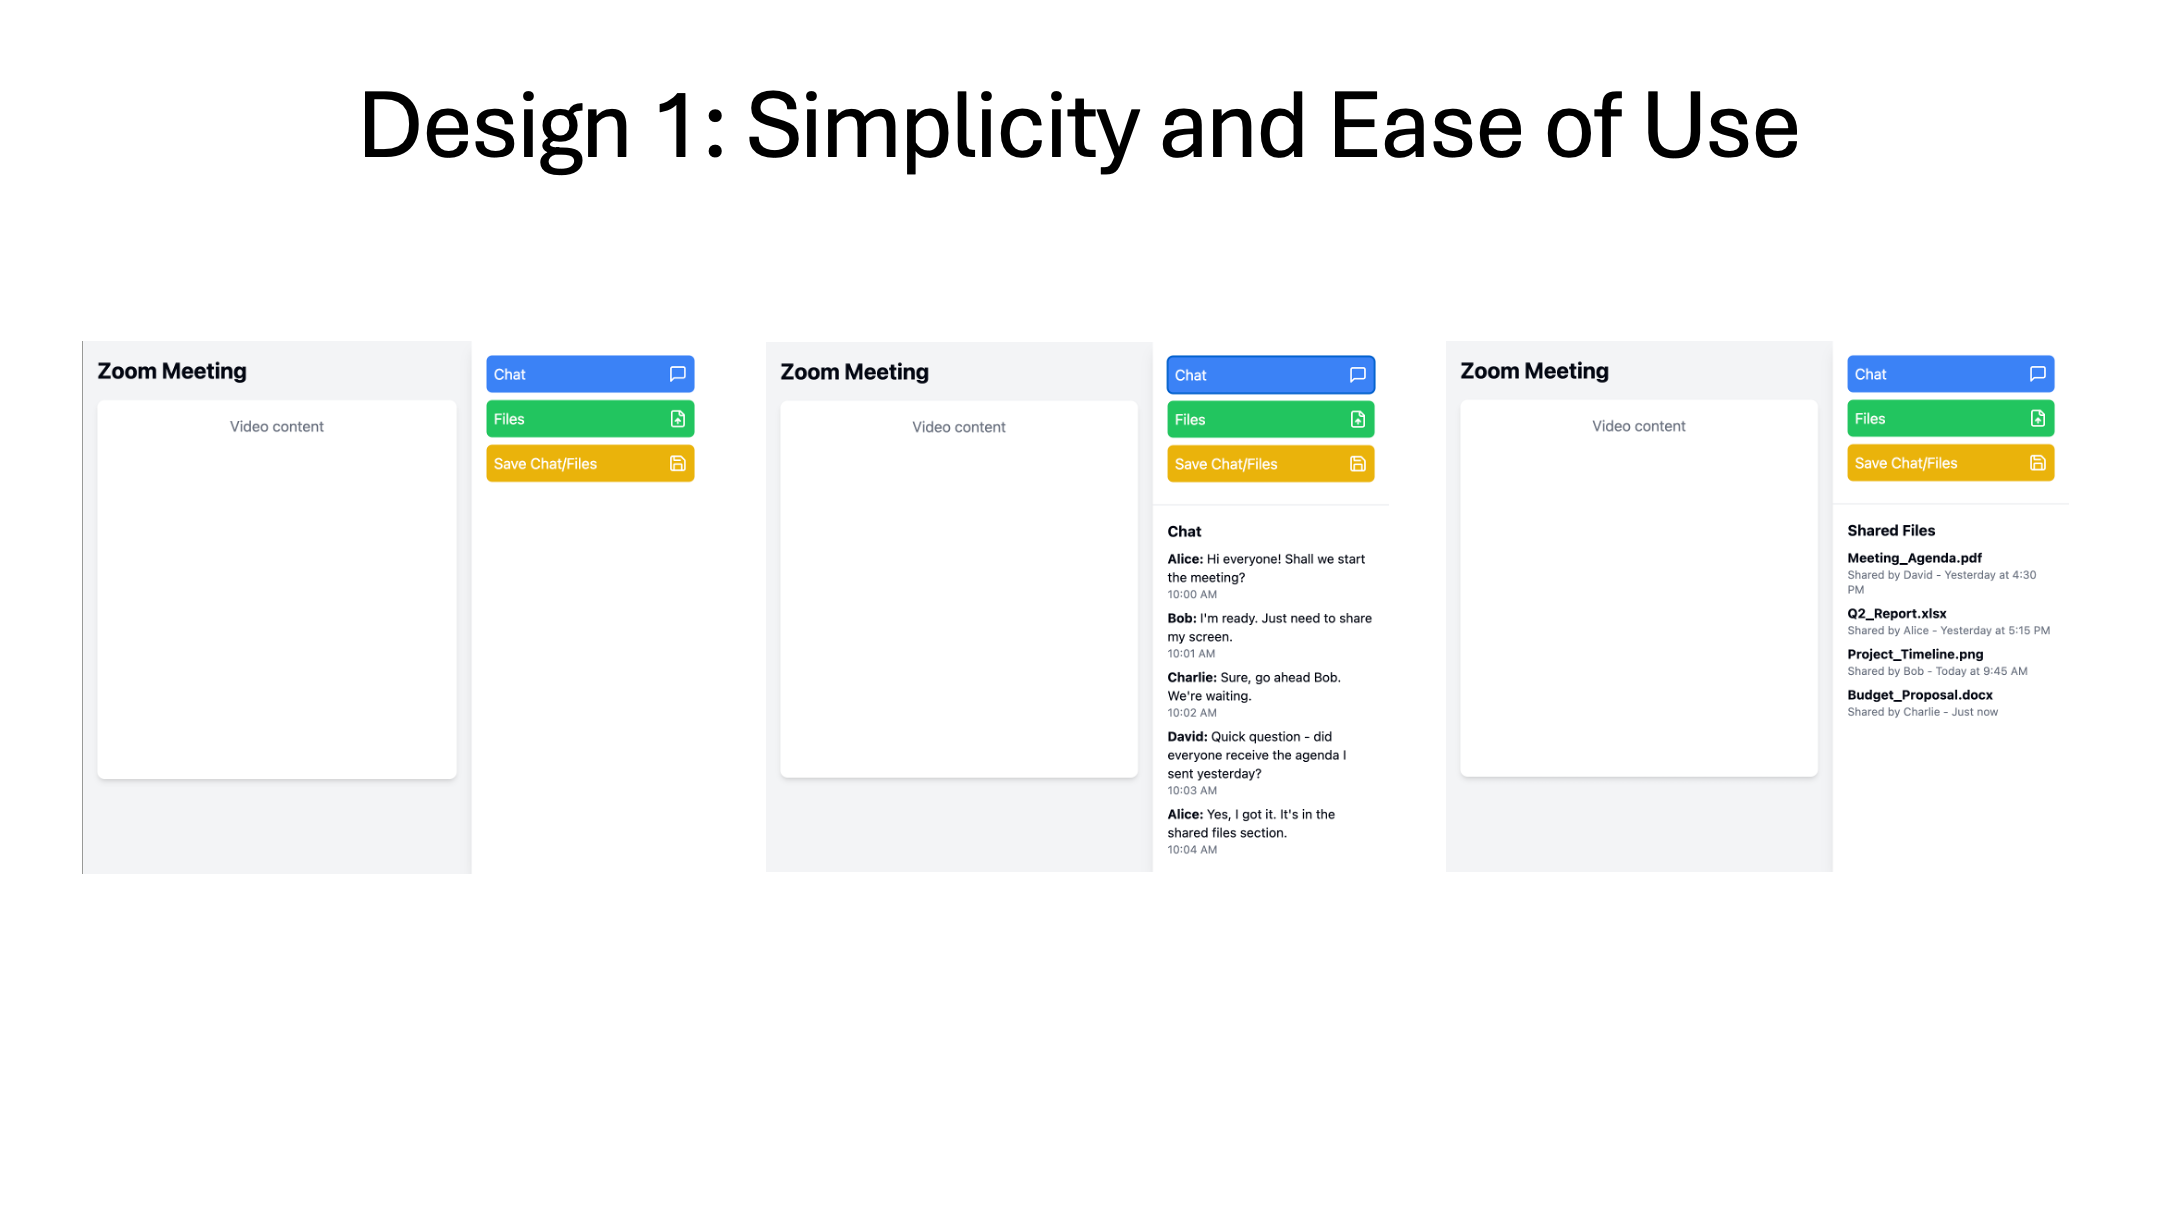 Design 1: Simplicity and Ease of Use
Zoom Meeting
Video content
Chat
Files
Save Chat/Files
Zoom Meeting
Video content
Chat
Files
Save Chat/Files
Chat
Alice: Hi everyone! Shall we start
the meeting?
10:00 AM
Bob: I'm ready. Just need to share
my screen.
10:01 AM
Charlie: Sure, go ahead Bob.
We're waiting.
10:02 AM
David: Quick question - did
everyone receive the agenda I
sent yesterday?
10:03 AM
Alice: Yes, I got it. It's in the
shared files section.
10:04 AM
Zoom Meeting
Video content
Chat
Files
Save Chat/Files
Shared Files
Meeting_Agenda.pdf
Shared by David - Yesterday at 4:30
PM
Q2_Report.xlsx
Shared by Alice - Yesterday at 5:15 PM
Project_Timeline.png
Shared by Bob - Today at 9:45 AM
Budget_Proposal.docx
Shared by Charlie - Just now